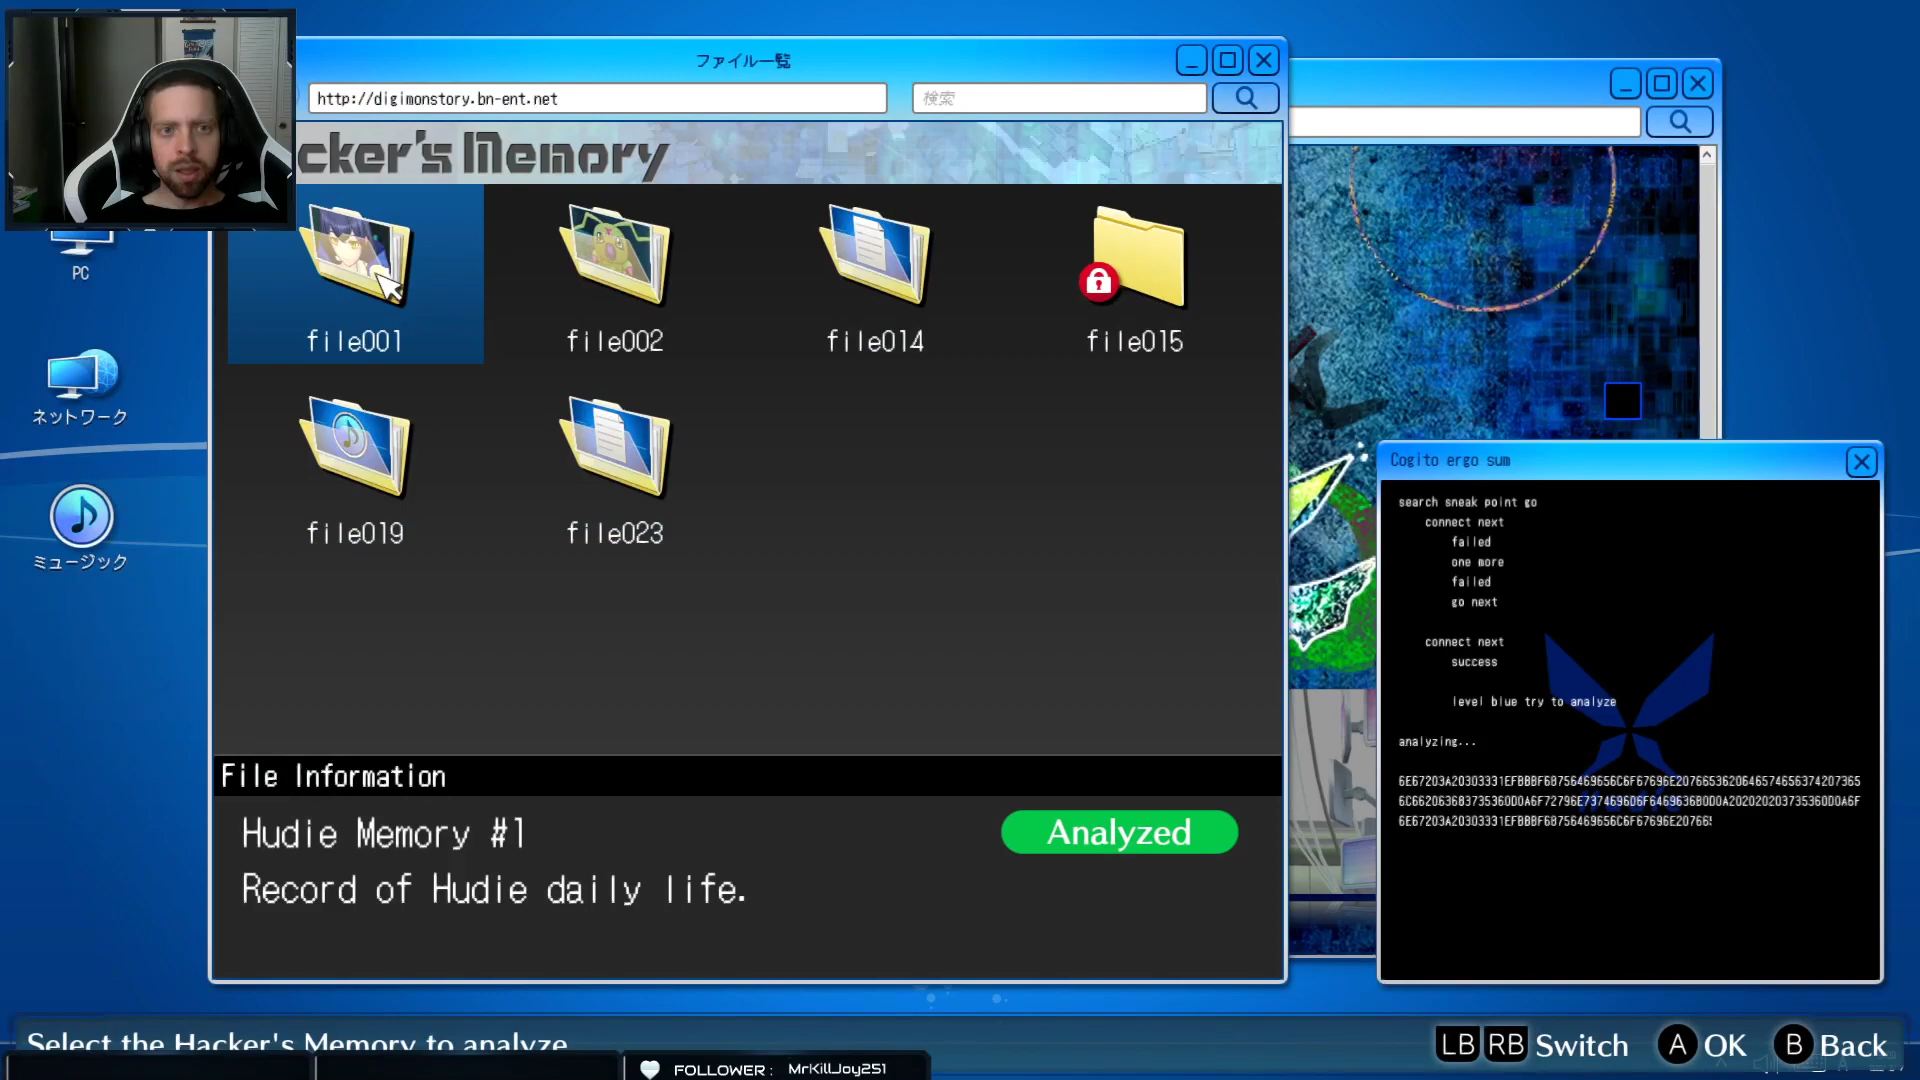 ファイル一覧
http://digimonstory.bn-ent.net
検索
cker's Memory
PC
file001
file002
file014
file015
ネットワーク
file019
file023
ミュージック
Cogito ergo sum
search sneak point go
connect next
failed
one more
failed
go next
connect next
success
level blue try to analyze
analyzing...
File Information
Hudie Memory #1
Analyzed
Record of Hudie daily life.
Select the Hacker's Memory to analyze
LB RB Switch
A OK
B Back
FOLLOWER : MrKillJoy251